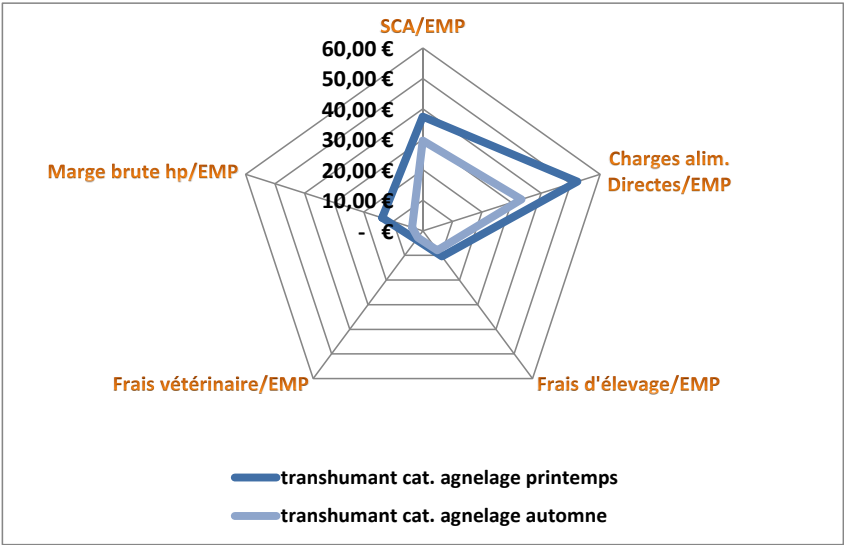 SCA/EMP
60,00 €
50,00 €
40,00 €
30,00 €
20,00 €
10,00 €
- €
Charges alim.
Directes/EMP
Marge brute hp/EMP
Frais vétérinaire/EMP
Frais d'élevage/EMP
transhumant cat. agnelage printemps
transhumant cat. agnelage automne